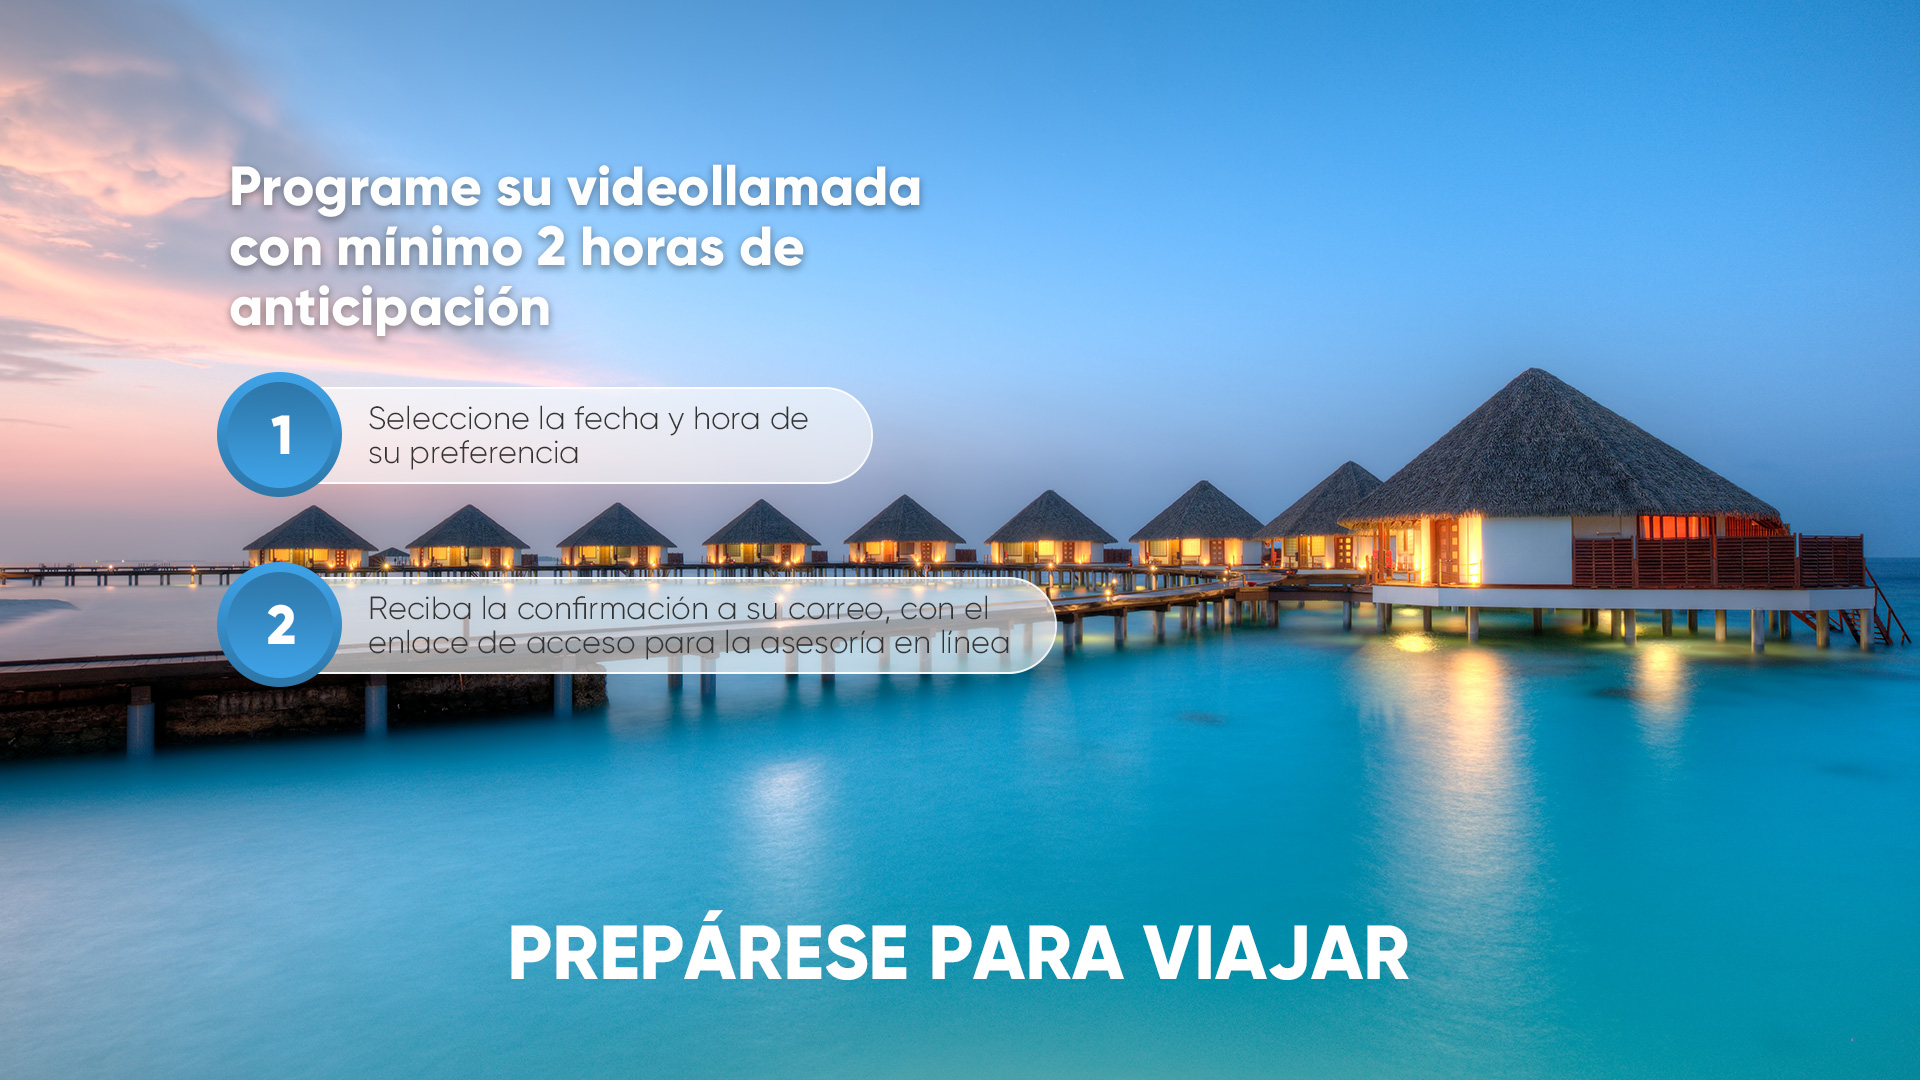 Programe su videollamada
con mínimo 2 horas de
anticipación
1
Seleccione la fecha y hora de
su preferencia
2
Reciba la confirmación a su correo, con el
enlace de acceso para la asesoría en línea
PREPÁRESE PARA VIAJAR